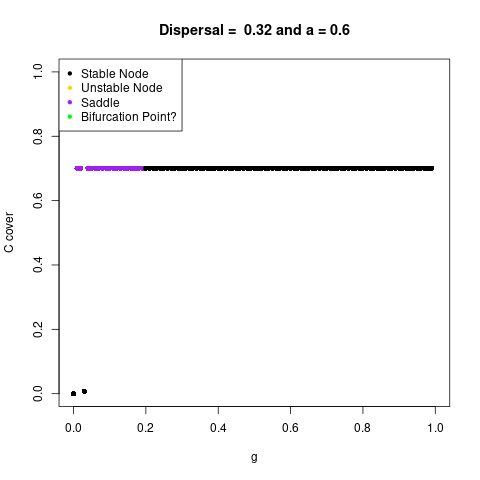 Dispersal =  0.32 and a = 0.6
Stable Node
Unstable Node
Saddle
Bifurcation Point?
C cover
1.0
0.8
0.6
0.4
0.2
0.0
0.0 0.2 0.4 0.6 0.8 1.0
g